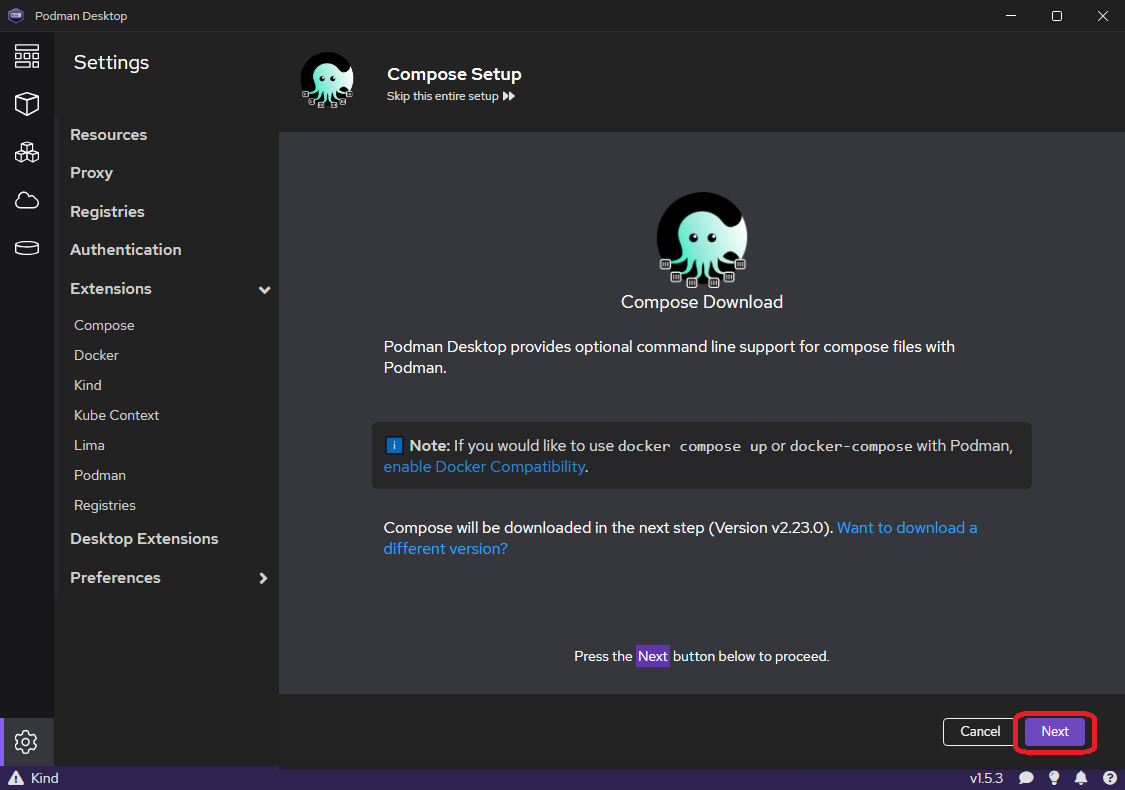 Podman Desktop
Settings
Resources
Proxy
Registries
Authentication
Extensions
Compose
Docker
Kind
Kube Context
Lima
Podman
Registries
Desktop Extensions
Preferences
Compose Setup
Skip this entire setup
Compose Download
Podman Desktop provides optional command line support for compose files with
Podman.
i Note: If you would like to use docker compose up or docker-compose with Podman,
enable Docker Compatibility.
Compose will be downloaded in the next step (Version v2.23.0). Want to download a
different version?
Press the Next button below to proceed.
Cancel Next
Kind
v1.5.3